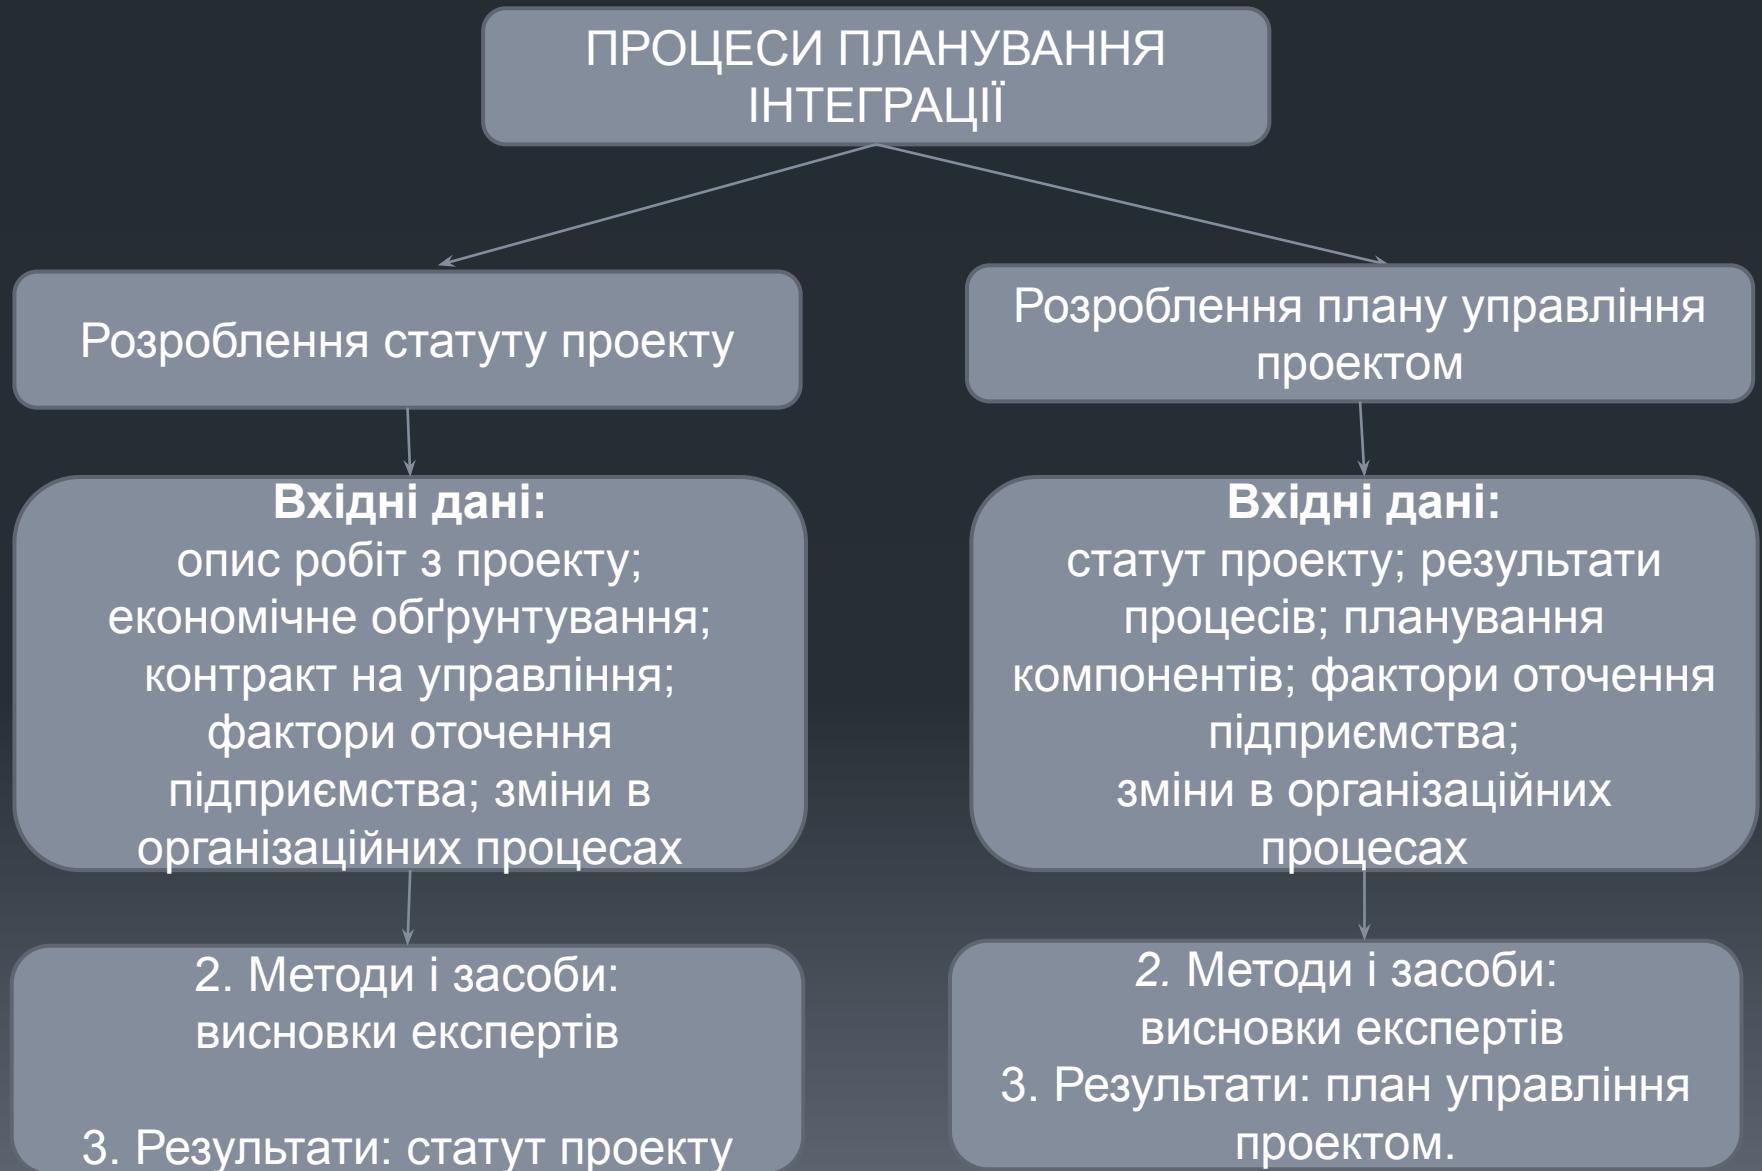 ПРОЦЕСИ ПЛАНУВАННЯ
ІНТЕГРАЦІЇ
Розроблення статуту проекту
Розроблення плану управління
проектом
Вхідні дані:
опис робіт з проекту;
економічне обґрунтування;
контракт на управління;
фактори оточення
підприємства; зміни в
організаційних процесах
Вхідні дані:
статут проекту; результати
процесів; планування
компонентів; фактори оточення
підприємства;
зміни в організаційних
процесах
2. Методи і засоби:
висновки експертів
3. Результати: статут проекту
2. Методи і засоби:
висновки експертів
3. Результати: план управління
проектом.